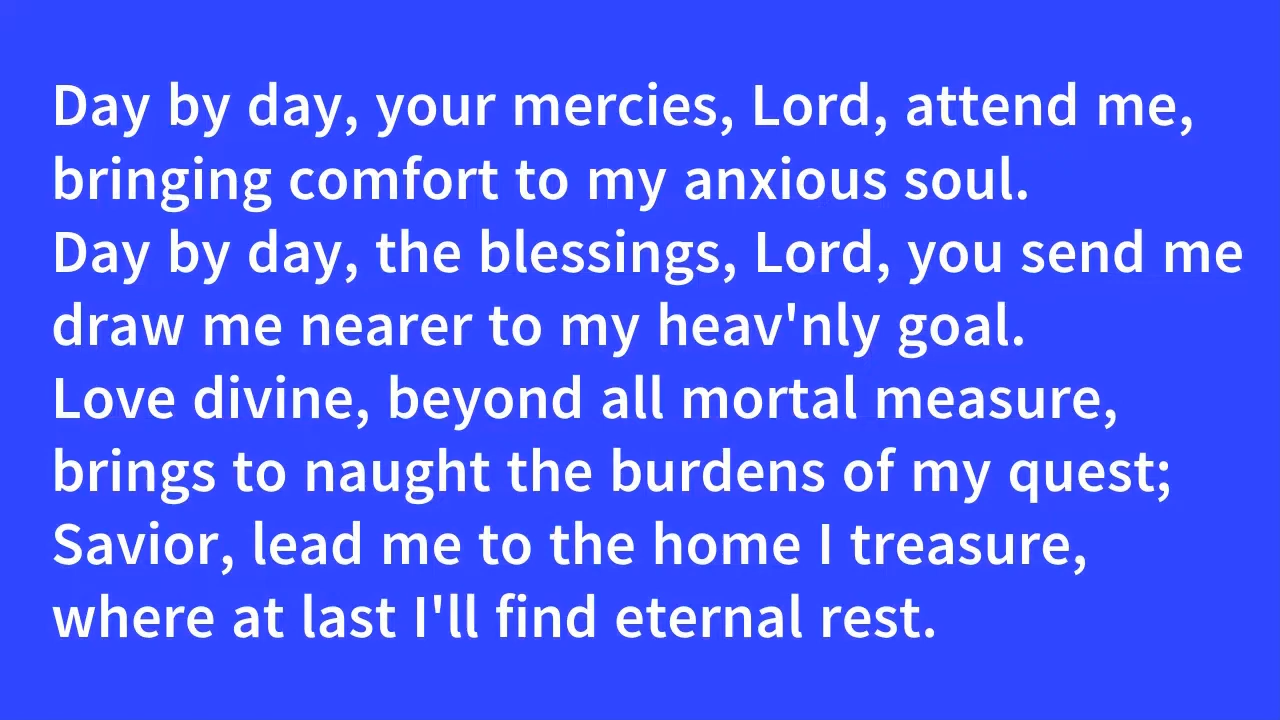 Day by day, your mercies, Lord, attend me,
bringing comfort to my anxious soul.
Day by day, the blessings, Lord, you send me
draw me nearer to my heav'nly goal.
Love divine, beyond all mortal measure,
brings to naught the burdens of my quest;
Savior, lead me to the home I treasure,
where at last I'll find eternal rest.